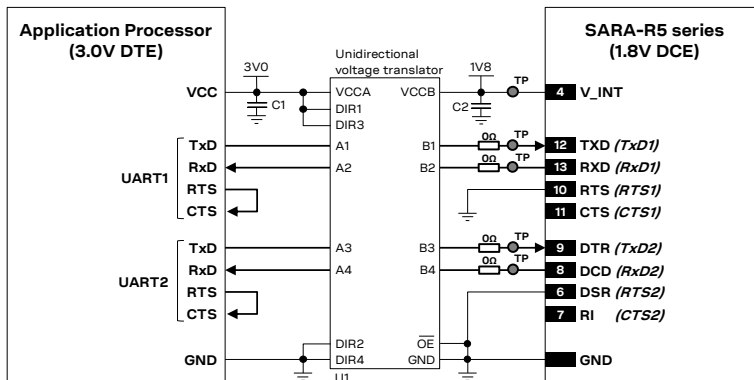 Application Processor
(3.0V DTE)
SARA-R5 series
(1.8V DCE)
Unidirectional
voltage translator
3V0
1V8
TP
VCC
C1
VCCA
VCCB
C2
4 V_INT
DIR1
DIR3
UART1
TxD
A1
B1
0Ω
TP
12 TXD (TxD1)
RxD
A2
B2
0Ω
TP
13 RXD (RxD1)
RTS
10 RTS (RTS1)
CTS
11 CTS (CTS1)
UART2
TxD
A3
B3
0Ω
TP
9 DTR (TxD2)
RxD
A4
B4
0Ω
TP
8 DCD (RxD2)
RTS
6 DSR (RTS2)
CTS
7 RI (CTS2)
DIR2
OE
GND
DIR4
GND
GND
U1